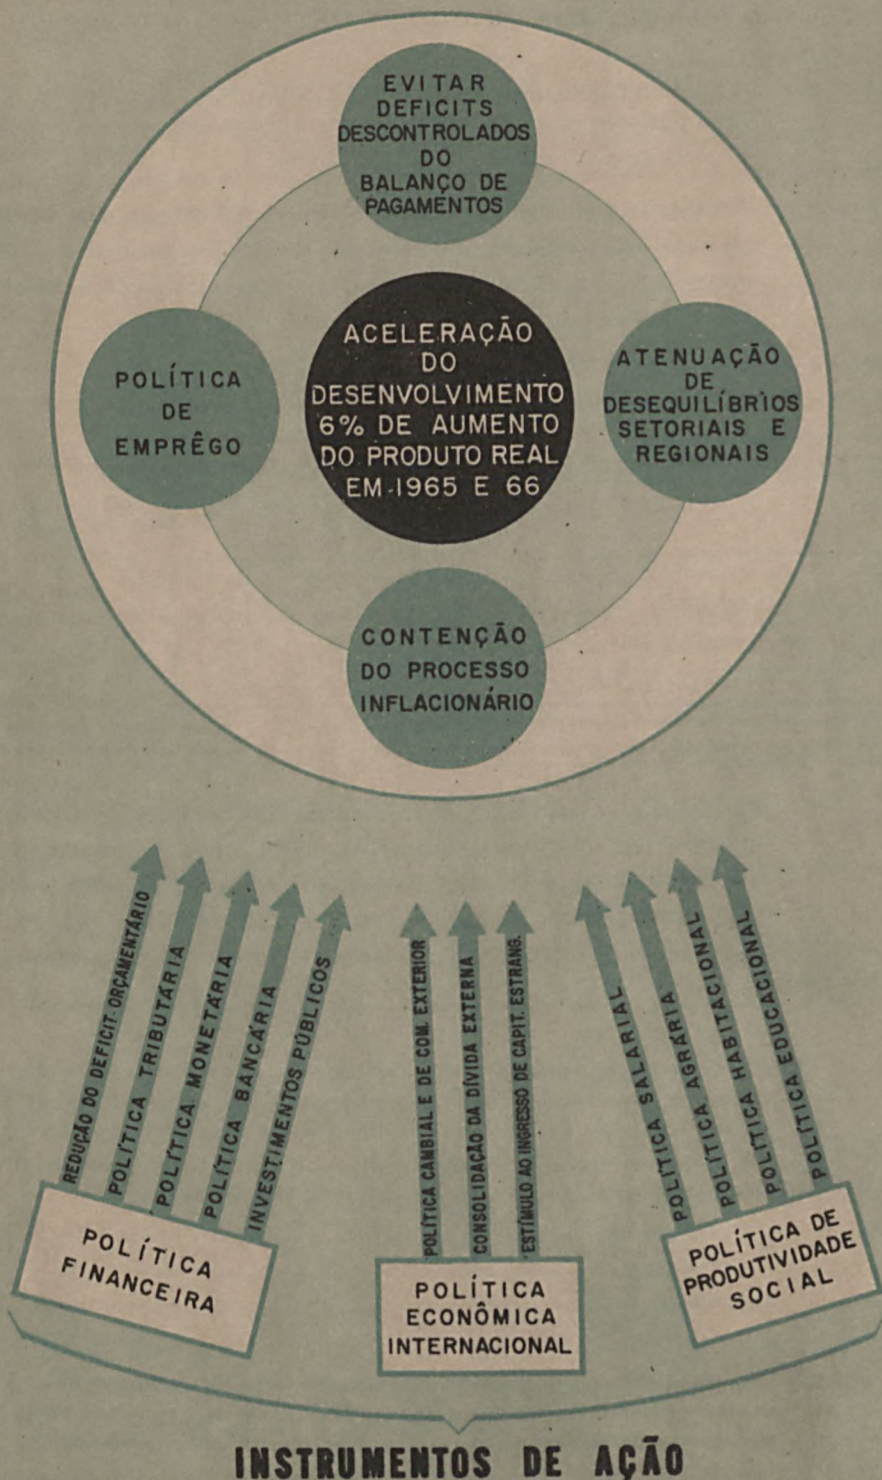 EVITAR
DEFICITS
DESCONTROLADOS
DO
BALANÇO DE
PAGAMENTOS
POLÍTICA
DE
EMPRÊGO
ACELERAÇÃO
DO
DESENVOLVIMENTO
6% DE AUMENTO
DO PRODUTO REAL
EM 1965 E 66
ATENUAÇÃO
DE
DESEQUILÍBRIOS
SETORIAIS E
REGIONAIS
CONTENÇÃO
DO PROCESSO
INFLACIONÁRIO
REDUÇÃO DO DEFICIT ORÇAMENTÁRIO
POLÍTICA TRIBUTÁRIA
POLÍTICA MONETÁRIA
POLÍTICA BANCÁRIA
INVESTIMENTOS PÚBLICOS
POLÍTICA CAMBIAL E DE COM. EXTERIOR
CONSOLIDAÇÃO DA DÍVIDA EXTERNA
ESTÍMULO AO INGRESSO DE CAPIT. ESTRANG.
POLÍTICA SALARIAL
POLÍTICA AGRÁRIA
POLÍTICA HABITACIONAL
POLÍTICA EDUCACIONAL
POLÍTICA
FINANCEIRA
POLÍTICA
ECONÔMICA
INTERNACIONAL
POLÍTICA DE
PRODUTIVIDADE
SOCIAL
INSTRUMENTOS DE AÇÃO